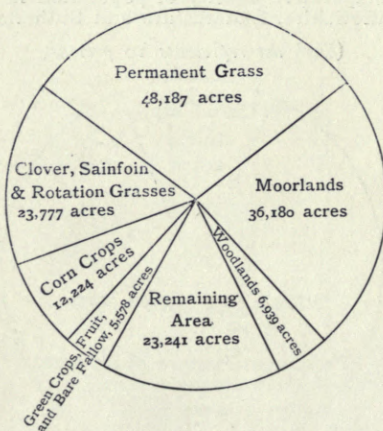 Permanent Grass
48,187 acres
Clover, Sainfoin
& Rotation Grasses
23,777 acres
Moorlands
36,180 acres
Corn Crops
12,224 acres
Green Crops, Fruit,
and Bare Fallow, 5,578 acres
Remaining
Area
23,241 acres
Woodlands 6,939 acres